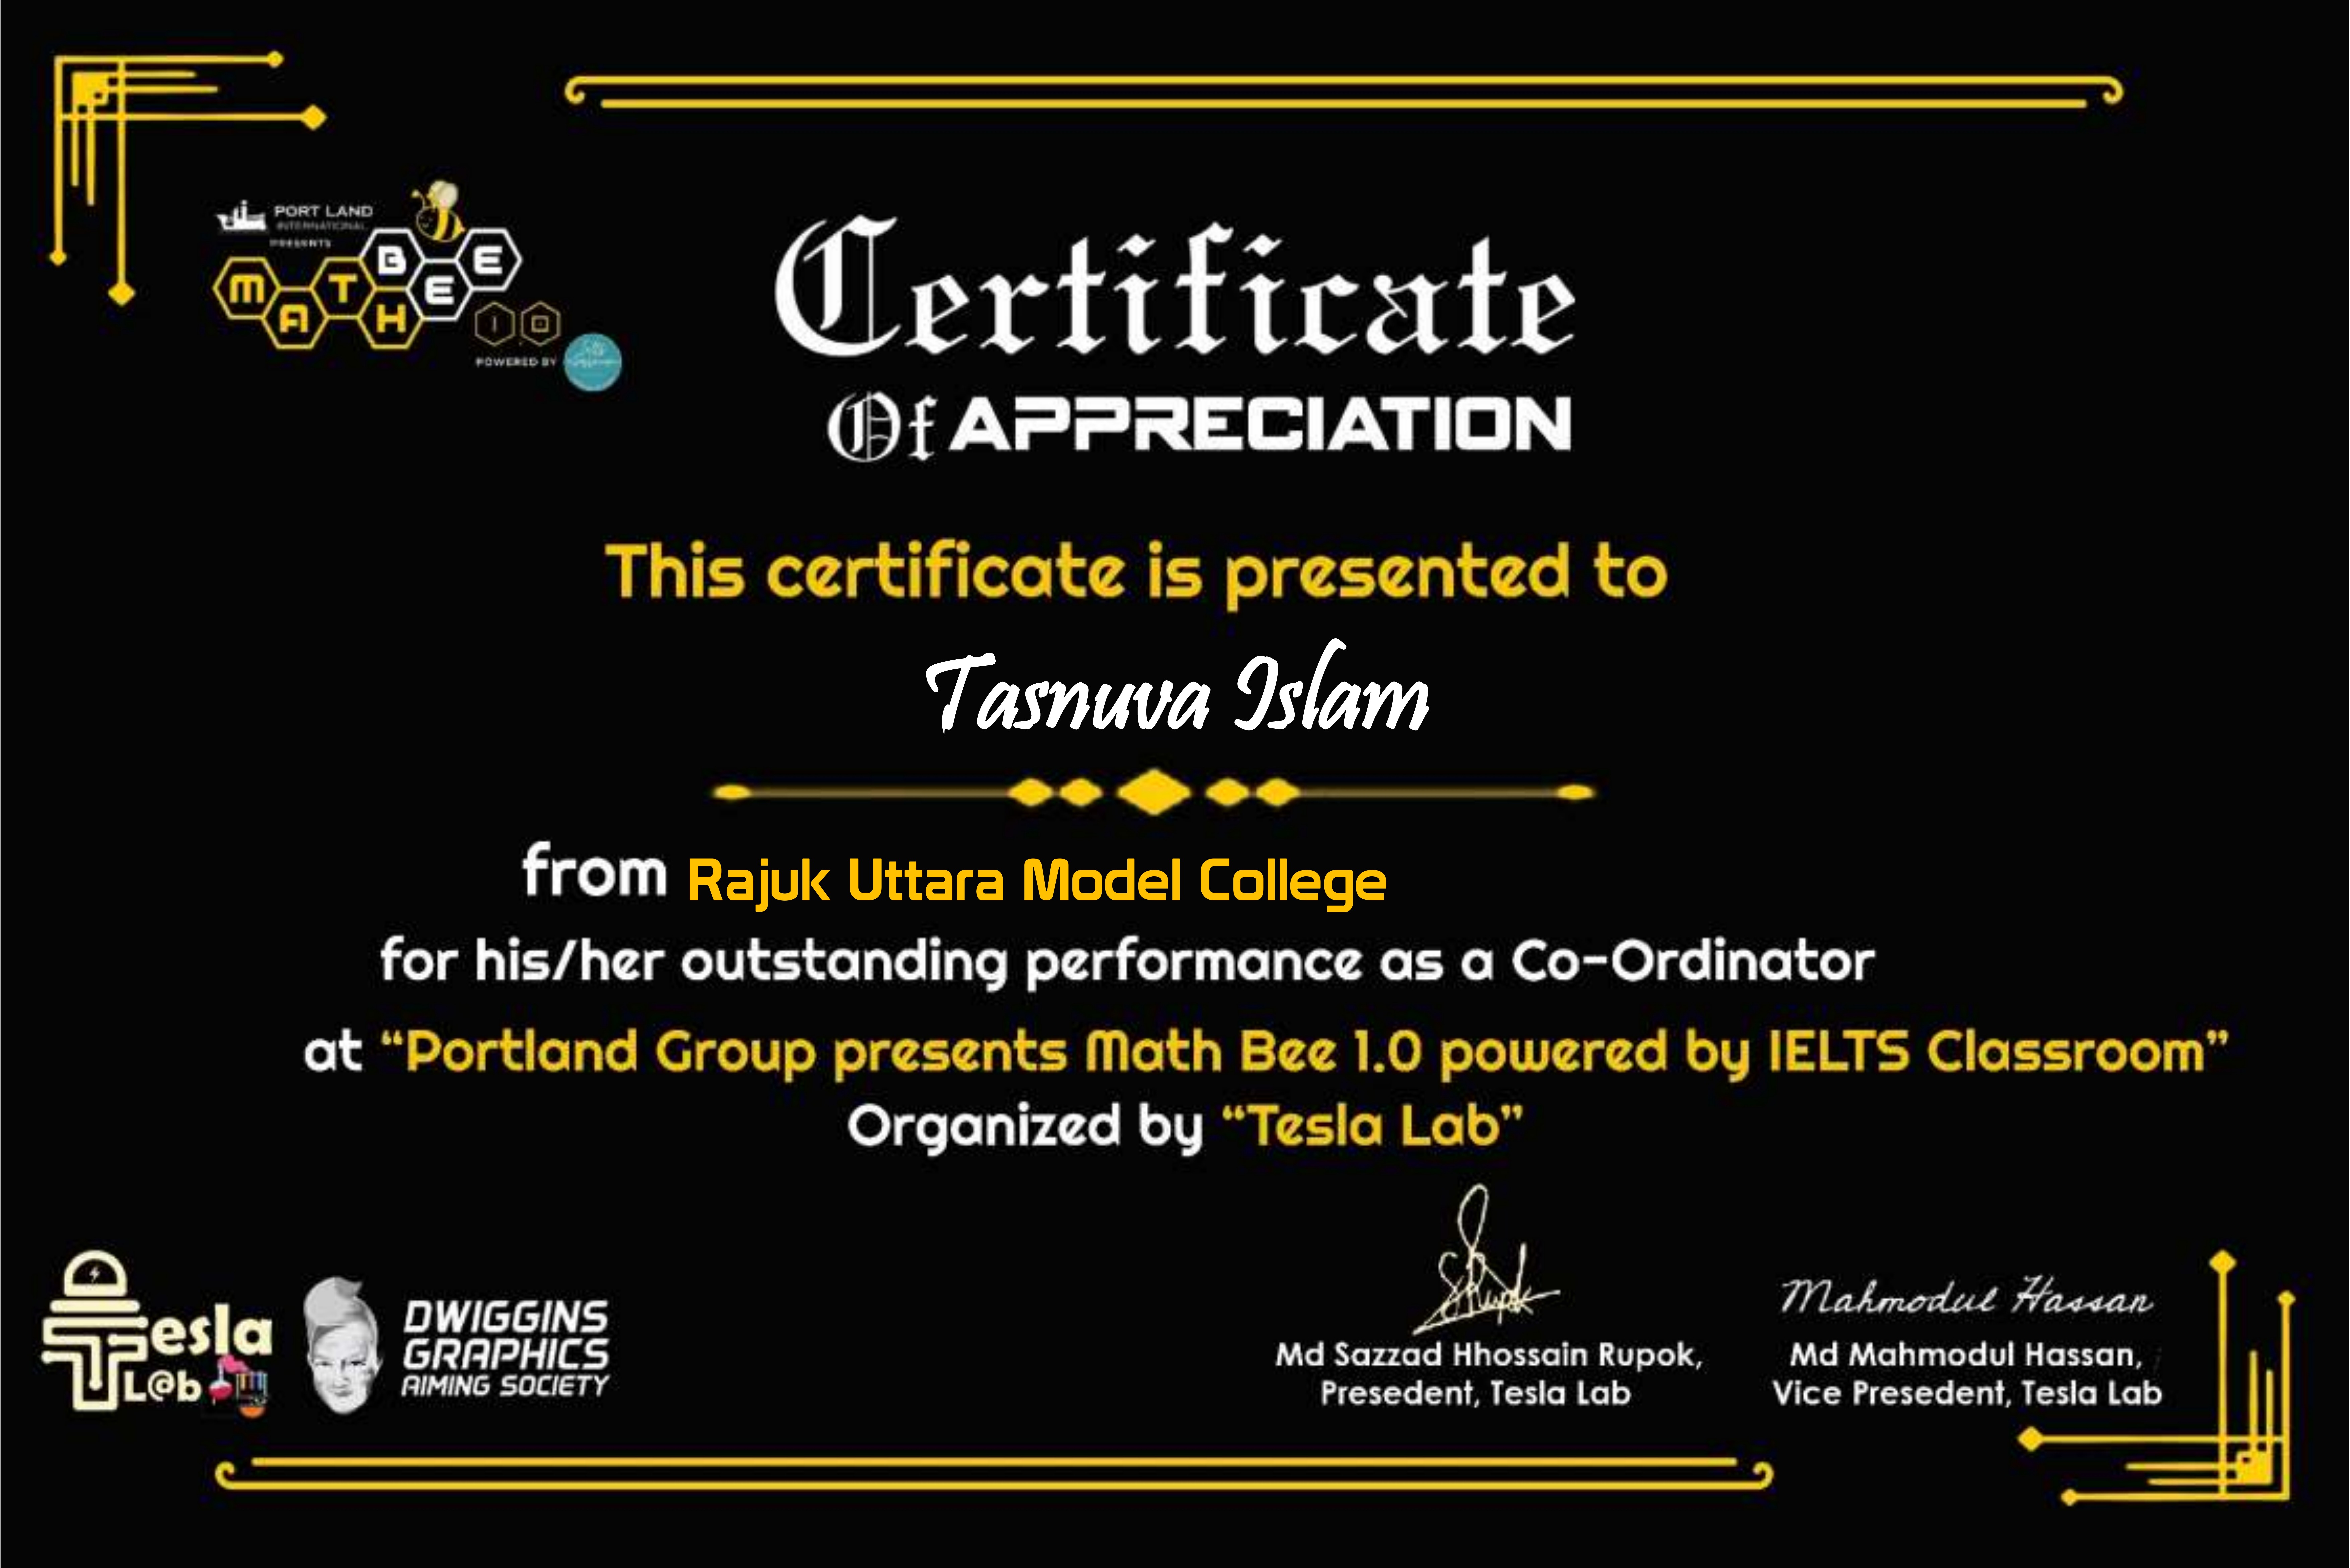 PORT LAND
INTERNATIONAL
PRESENTS
MATH BEE
1.0
POWERED BY
Certificate
Of APPRECIATION
This certificate is presented to
Tasnuva Islam
from Rajuk Uttara Model College
for his/her outstanding performance as a Co-Ordinator
at “Portland Group presents Math Bee 1.0 powered by IELTS Classroom”
Organized by “Tesla Lab”
Tesla
L@b
DWIGGINS
GRAPHICS
AIMING SOCIETY
Mahmodul Hassan
Md Sazzad Hhossain Rupok,
Presedent, Tesla Lab
Md Mahmodul Hassan,
Vice Presedent, Tesla Lab